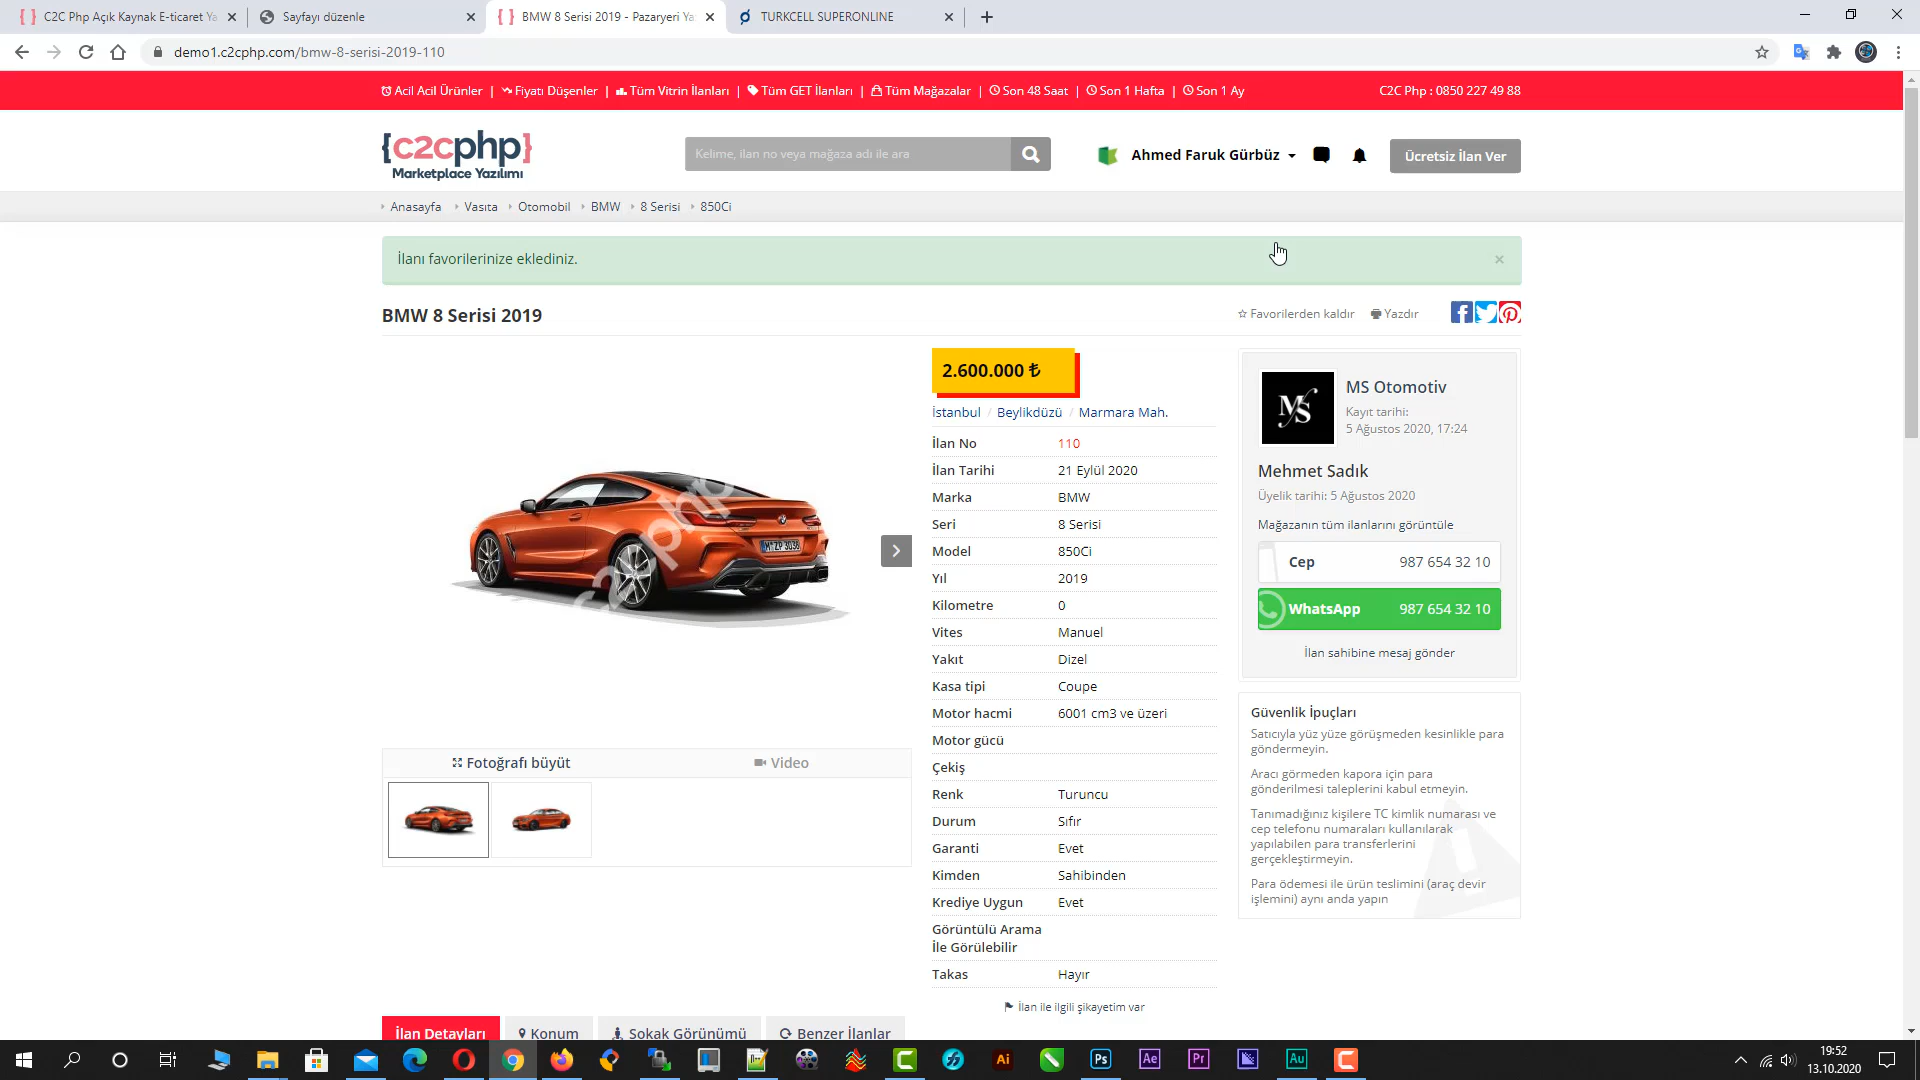 C2C Php Açık Kaynak E-ticaret Ya
Sayfayı düzenle
BMW 8 Serisi 2019 - Pazaryeri Ya
TURKCELL SUPERONLINE
demo1.c2cphp.com/bmw-8-serisi-2019-110
Acil Acil Ürünler | Fiyatı Düşenler | Tüm Vitrin İlanları | Tüm GET İlanları | Tüm Mağazalar | Son 48 Saat | Son 1 Hafta | Son 1 Ay
C2C Php : 0850 227 49 88
{c2cphp}
Marketplace Yazılımı
Kelime, ilan no veya mağaza adı ile ara
Ahmed Faruk Gürbüz
Ücretsiz İlan Ver
Anasayfa Vasıta Otomobil BMW 8 Serisi 850Ci
İlanı favorilerinize eklediniz.
×
BMW 8 Serisi 2019
Favorilerden kaldır
Yazdır
2.600.000 ₺
İstanbul / Beylikdüzü / Marmara Mah.
İlan No 110
İlan Tarihi 21 Eylül 2020
Marka BMW
Seri 8 Serisi
Model 850Ci
Yıl 2019
Kilometre 0
Vites Manuel
Yakıt Dizel
Kasa tipi Coupe
Motor hacmi 6001 cm3 ve üzeri
Motor gücü
Çekiş
Renk Turuncu
Durum Sıfır
Garanti Evet
Kimden Sahibinden
Krediye Uygun Evet
Görüntülü Arama
İle Görülebilir
Takas Hayır
İlan ile ilgili şikayetim var
MS
MS Otomotiv
Kayıt tarihi:
5 Ağustos 2020, 17:24
Mehmet Sadık
Üyelik tarihi: 5 Ağustos 2020
Mağazanın tüm ilanlarını görüntüle
Cep 987 654 32 10
WhatsApp 987 654 32 10
İlan sahibine mesaj gönder
Güvenlik İpuçları
Satıcıyla yüz yüze görüşmeden kesinlikle para
göndermeyin.
Aracı görmeden kapora için para
gönderilmesi taleplerini kabul etmeyin.
Tanımadığınız kişilere TC kimlik numarası ve
cep telefonu numaraları kullanılarak
yapılabilen para transferlerini
gerçekleştirmeyin.
Para ödemesi ile ürün teslimini (araç devir
işlemini) aynı anda yapın
c2cphp
M ZP 3036
Fotoğrafı büyüt
Video
İlan Detayları
Konum
Sokak Görünümü
Benzer İlanlar
Ai
Ps
Ae
Pr
Au
19:52
13.10.2020